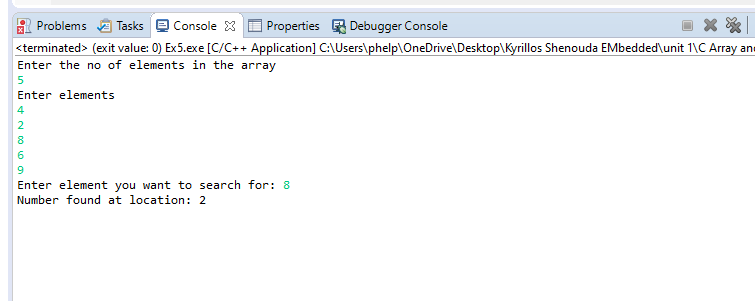 Problems Tasks Console Properties Debugger Console
<terminated> (exit value: 0) Ex5.exe [C/C++ Application] C:\Users\phelp\OneDrive\Desktop\Kyrillos Shenouda EMbedded\unit 1\C Array an
Enter the no of elements in the array
5
Enter elements
4
2
8
6
9
Enter element you want to search for: 8
Number found at location: 2